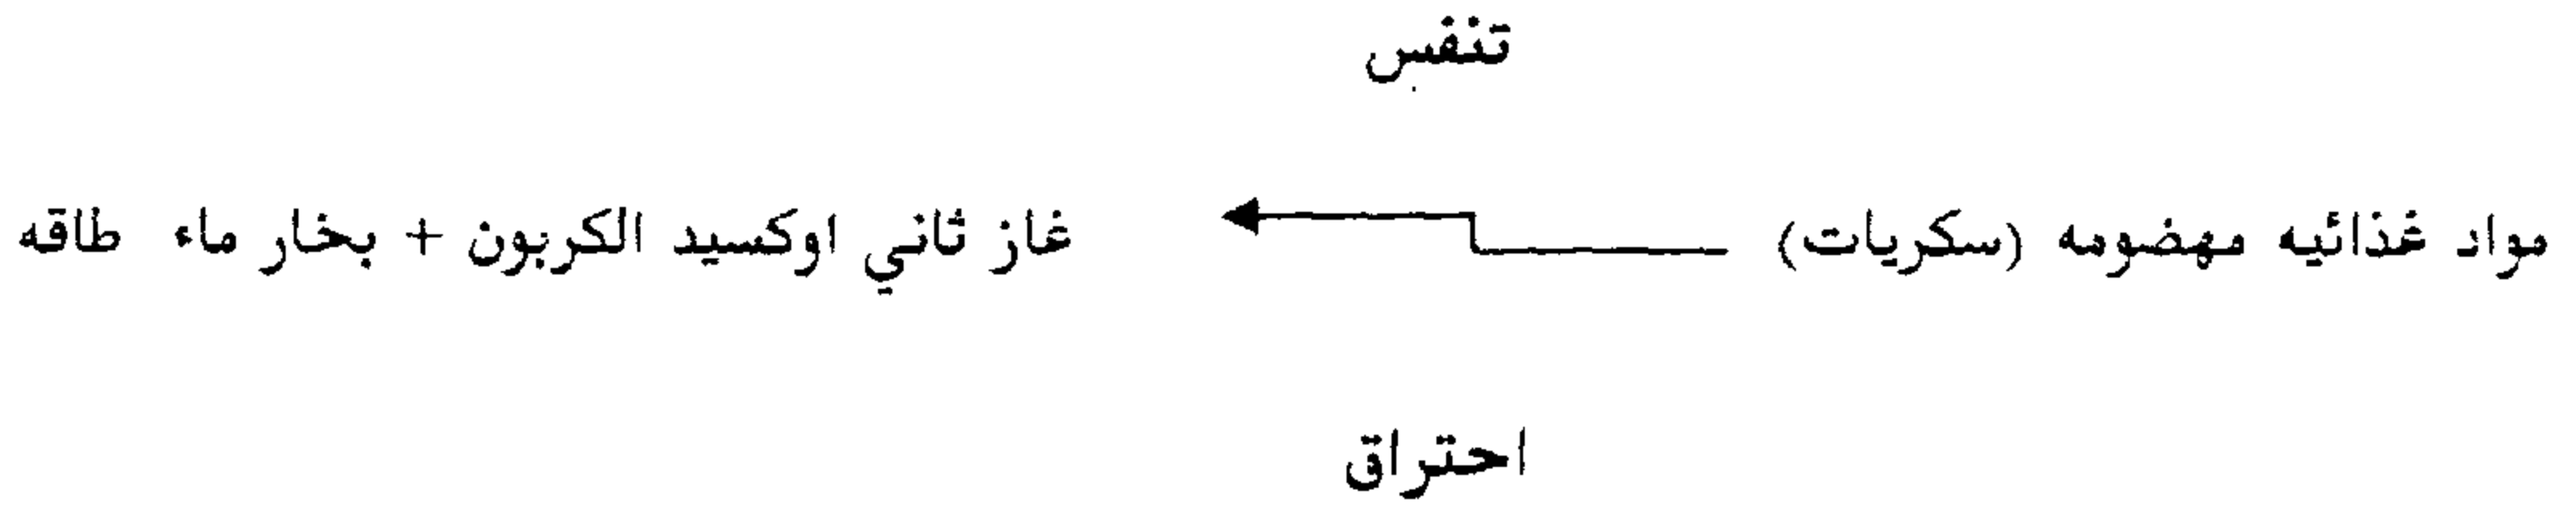 تنفس
مواد غذائيه مهضومه (سكريات) غاز ثاني اوكسيد الكربون + بخار ماء طاقه
احتراق